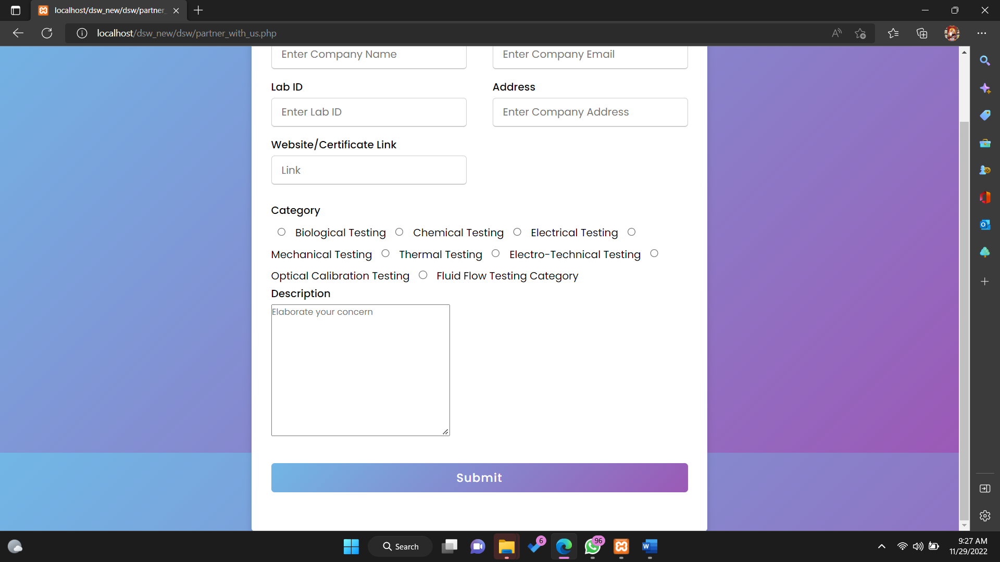 localhost/dsw_new/dsw/partner_
localhost/dsw_new/dsw/partner_with_us.php
Enter Company Name
Enter Company Email
Lab ID
Address
Enter Lab ID
Enter Company Address
Website/Certificate Link
Link
Category
Biological Testing Chemical Testing Electrical Testing
Mechanical Testing Thermal Testing Electro-Technical Testing
Optical Calibration Testing Fluid Flow Testing Category
Description
Elaborate your concern
Submit
Search
6
96
9:27 AM
11/29/2022